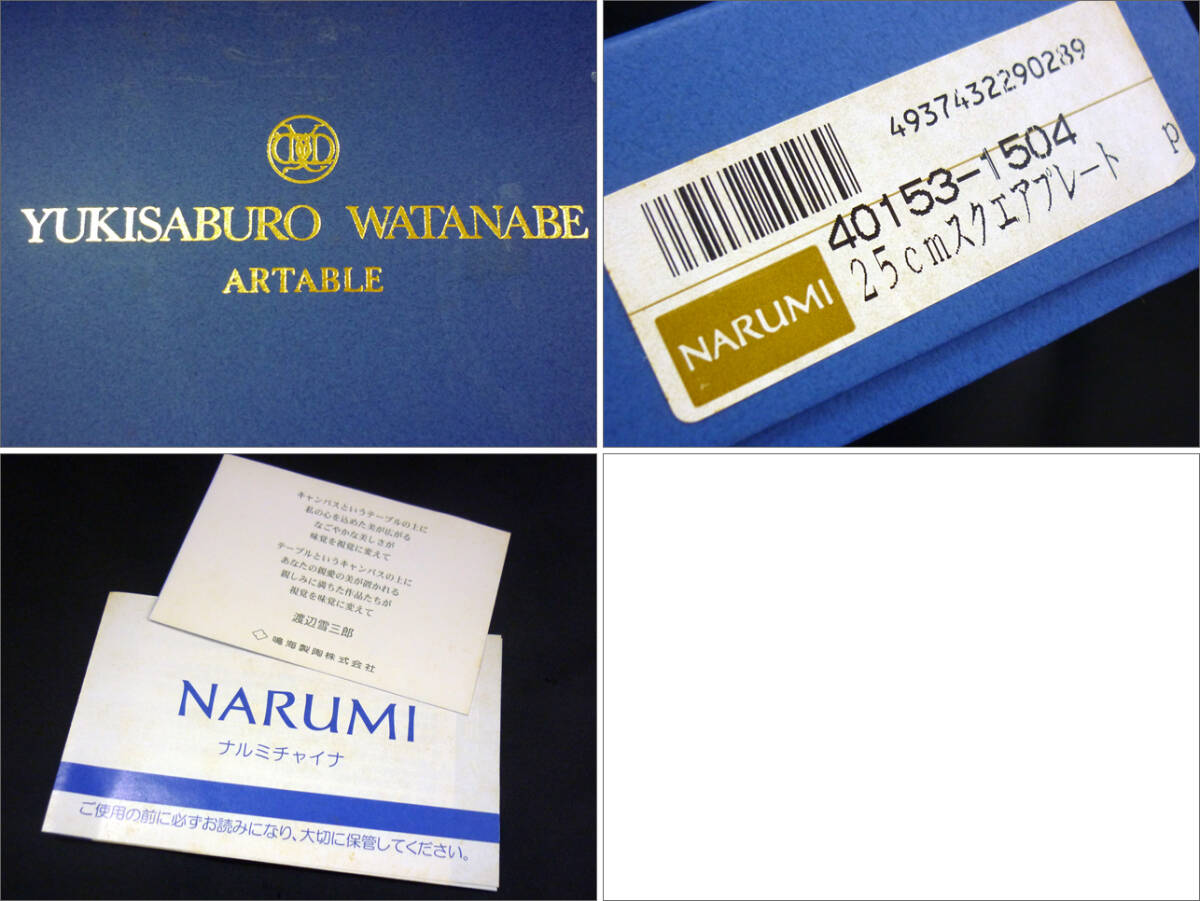 YUKISABURO WATANABE
ARTABLE
4937432290289
40153-1504
25cmスクエアプレート P
NARUMI
キャンバスというテーブルの上に
私の心を込めた美が広がる
なごやかな美しさが
味覚を視覚に変えて
テーブルというキャンバスの上に
あなたの親愛の美が置かれる
親しみに満ちた作品たちが
視覚を味覚に変えて
渡辺雪三郎
鳴海製陶株式会社
NARUMI
ナルミチャイナ
ご使用の前に必ずお読みになり、大切に保管してください。